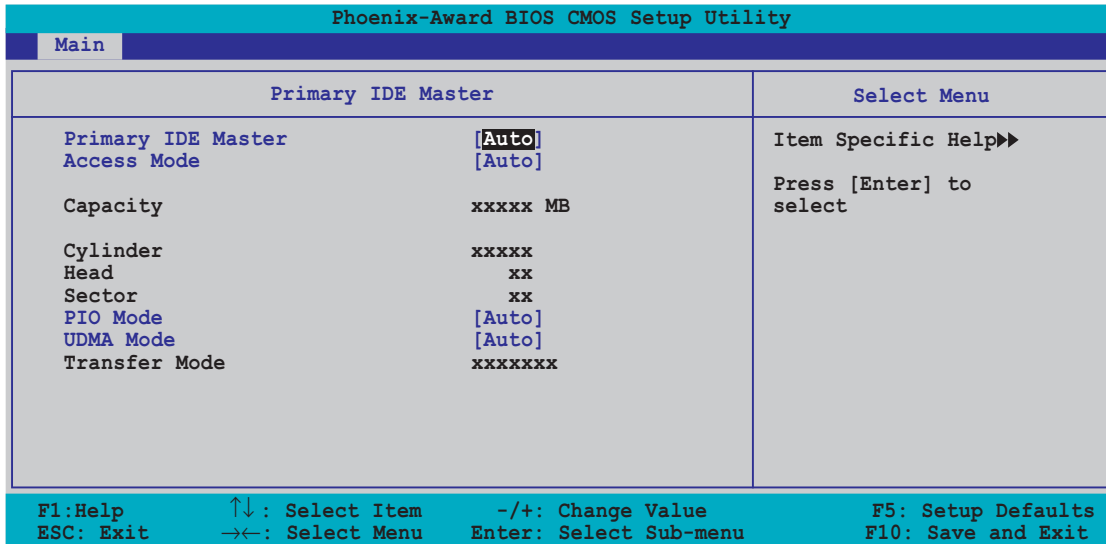 Phoenix-Award BIOS CMOS Setup Utility
Main
Primary IDE Master
Select Menu
Primary IDE Master [Auto]
Access Mode [Auto]
Capacity xxxxx MB
Cylinder xxxxx
Head xx
Sector xx
PIO Mode [Auto]
UDMA Mode [Auto]
Transfer Mode xxxxxxx
Item Specific Help▶▶
Press [Enter] to
select
F1:Help ↑↓: Select Item -/+: Change Value F5: Setup Defaults
ESC: Exit →←: Select Menu Enter: Select Sub-menu F10: Save and Exit